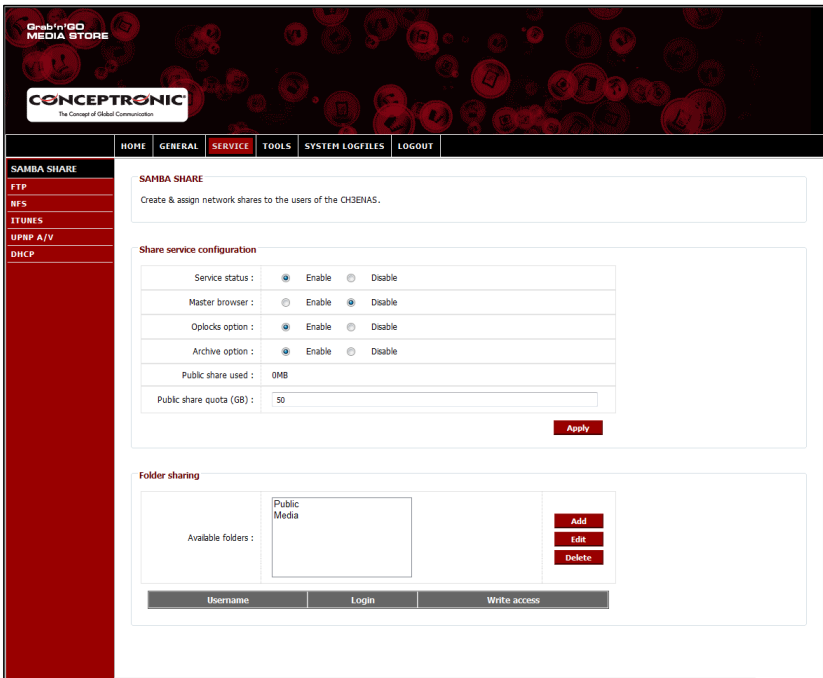 Grab'n'GO
MEDIA STORE
CONCEPTRONIC
The Concept of Global Communication
HOME GENERAL SERVICE TOOLS SYSTEM LOGFILES LOGOUT
SAMBA SHARE
FTP
NFS
ITUNES
UPNP A/V
DHCP
SAMBA SHARE
Create & assign network shares to the users of the CH3ENAS.
Share service configuration
Service status : Enable Disable
Master browser : Enable Disable
Oplocks option : Enable Disable
Archive option : Enable Disable
Public share used : 0MB
Public share quota (GB) : 50
Apply
Folder sharing
Available folders :
Public
Media
Add
Edit
Delete
Username Login Write access